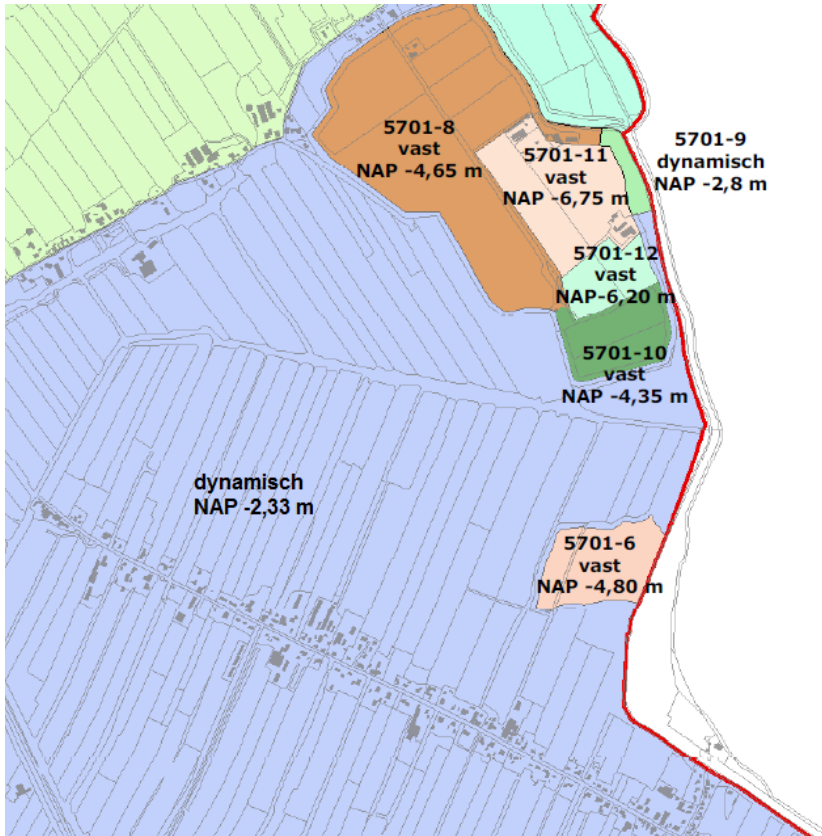 5701-8
vast
NAP -4,65 m
5701-11
vast
NAP -6,75 m
5701-9
dynamisch
NAP -2,8 m
5701-12
vast
NAP-6,20 m
5701-10
vast
NAP -4,35 m
dynamisch
NAP -2,33 m
5701-6
vast
NAP -4,80 m